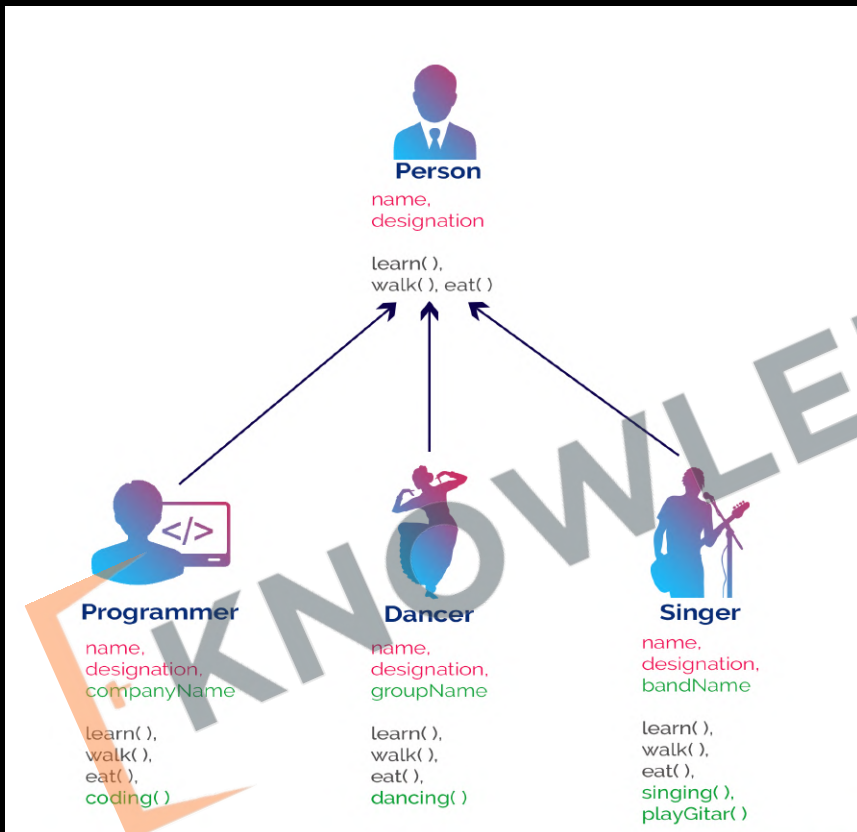 Person
name,
designation
learn( ),
walk( ), eat( )
</>
Programmer
name,
designation,
companyName
learn( ),
walk( ),
eat( ),
coding( )
Dancer
name,
designation,
groupName
learn( ),
walk( ),
eat( ),
dancing( )
Singer
name,
designation,
bandName
learn( ),
walk( ),
eat( ),
singing( ),
playGitar( )
KNOWLE